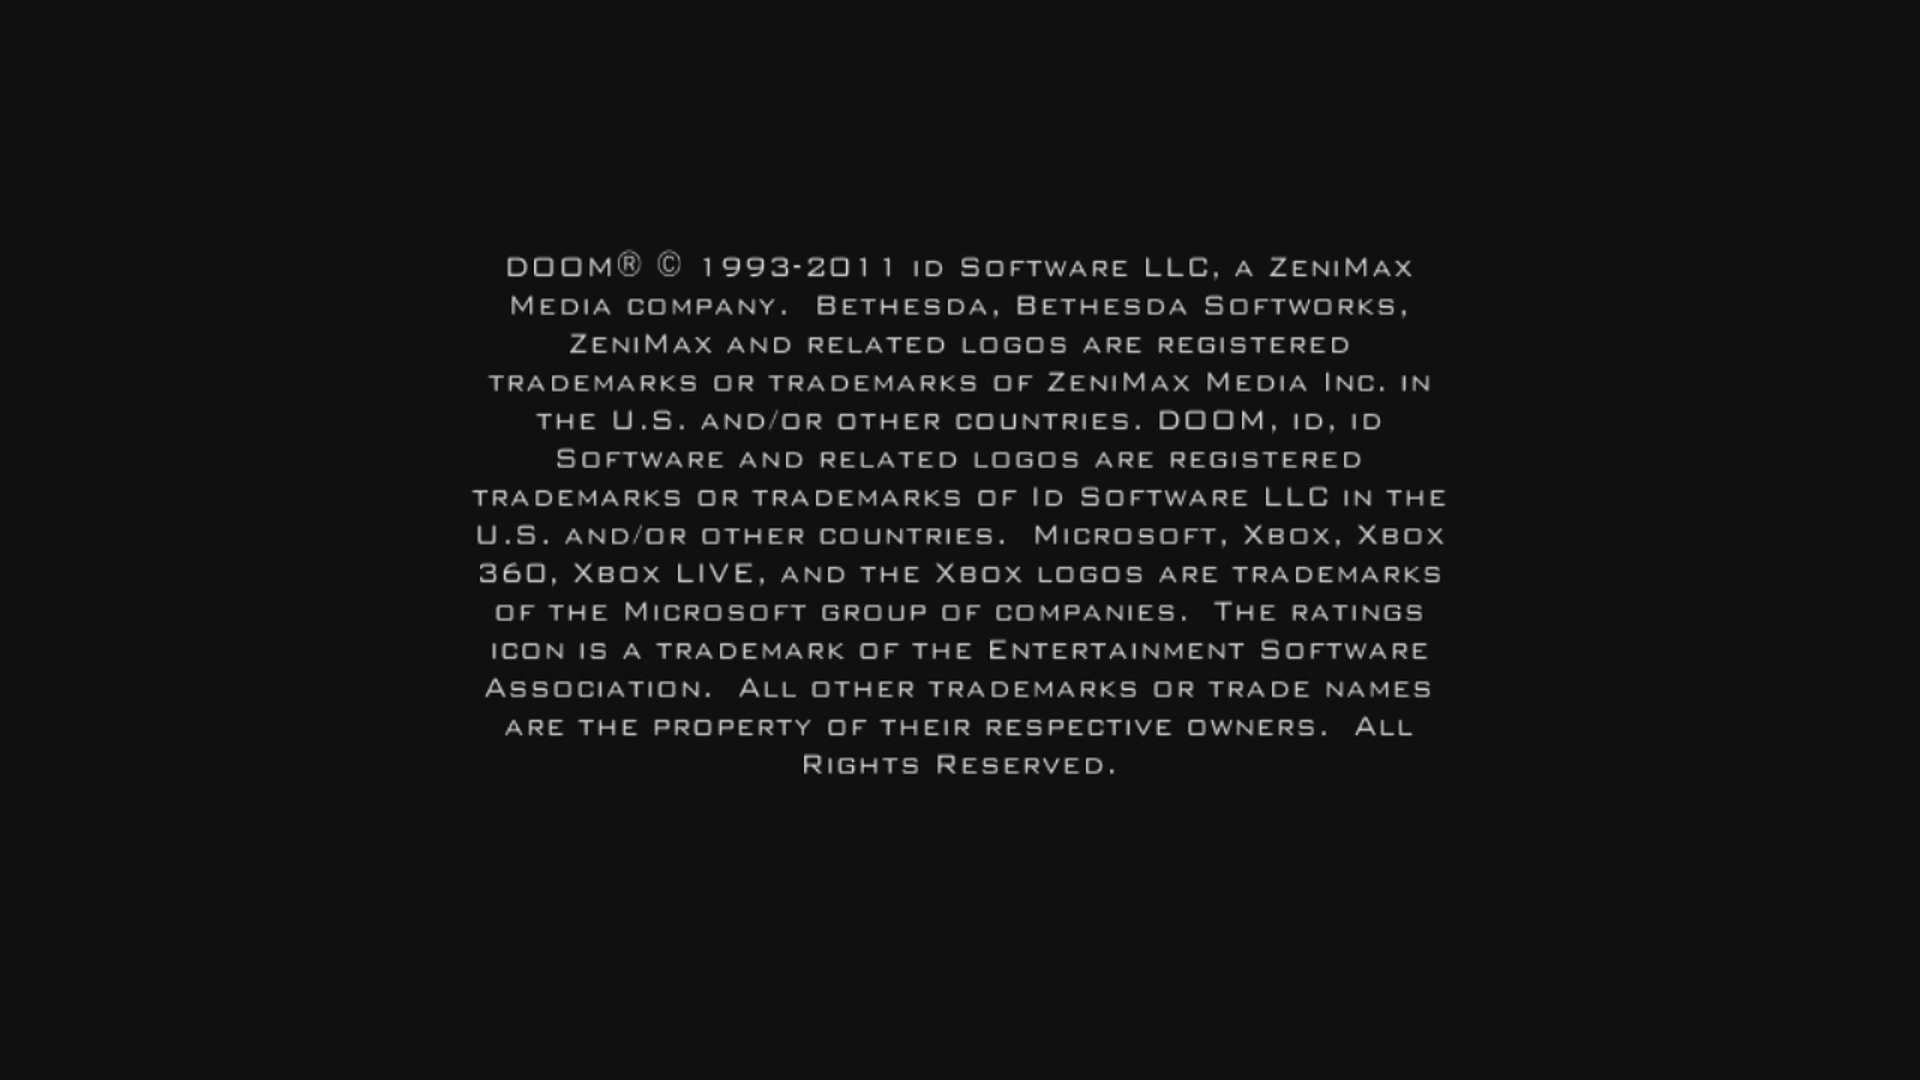 DOOM® © 1993-2011 id Software LLC, a ZeniMax
Media company.  Bethesda, Bethesda Softworks,
ZeniMax and related logos are registered
trademarks or trademarks of ZeniMax Media Inc. in
the U.S. and/or other countries. DOOM, id, id
Software and related logos are registered
trademarks or trademarks of Id Software LLC in the
U.S. and/or other countries.  Microsoft, Xbox, Xbox
360, Xbox LIVE, and the Xbox logos are trademarks
of the Microsoft group of companies.  The ratings
icon is a trademark of the Entertainment Software
Association.  All other trademarks or trade names
are the property of their respective owners.  All
Rights Reserved.